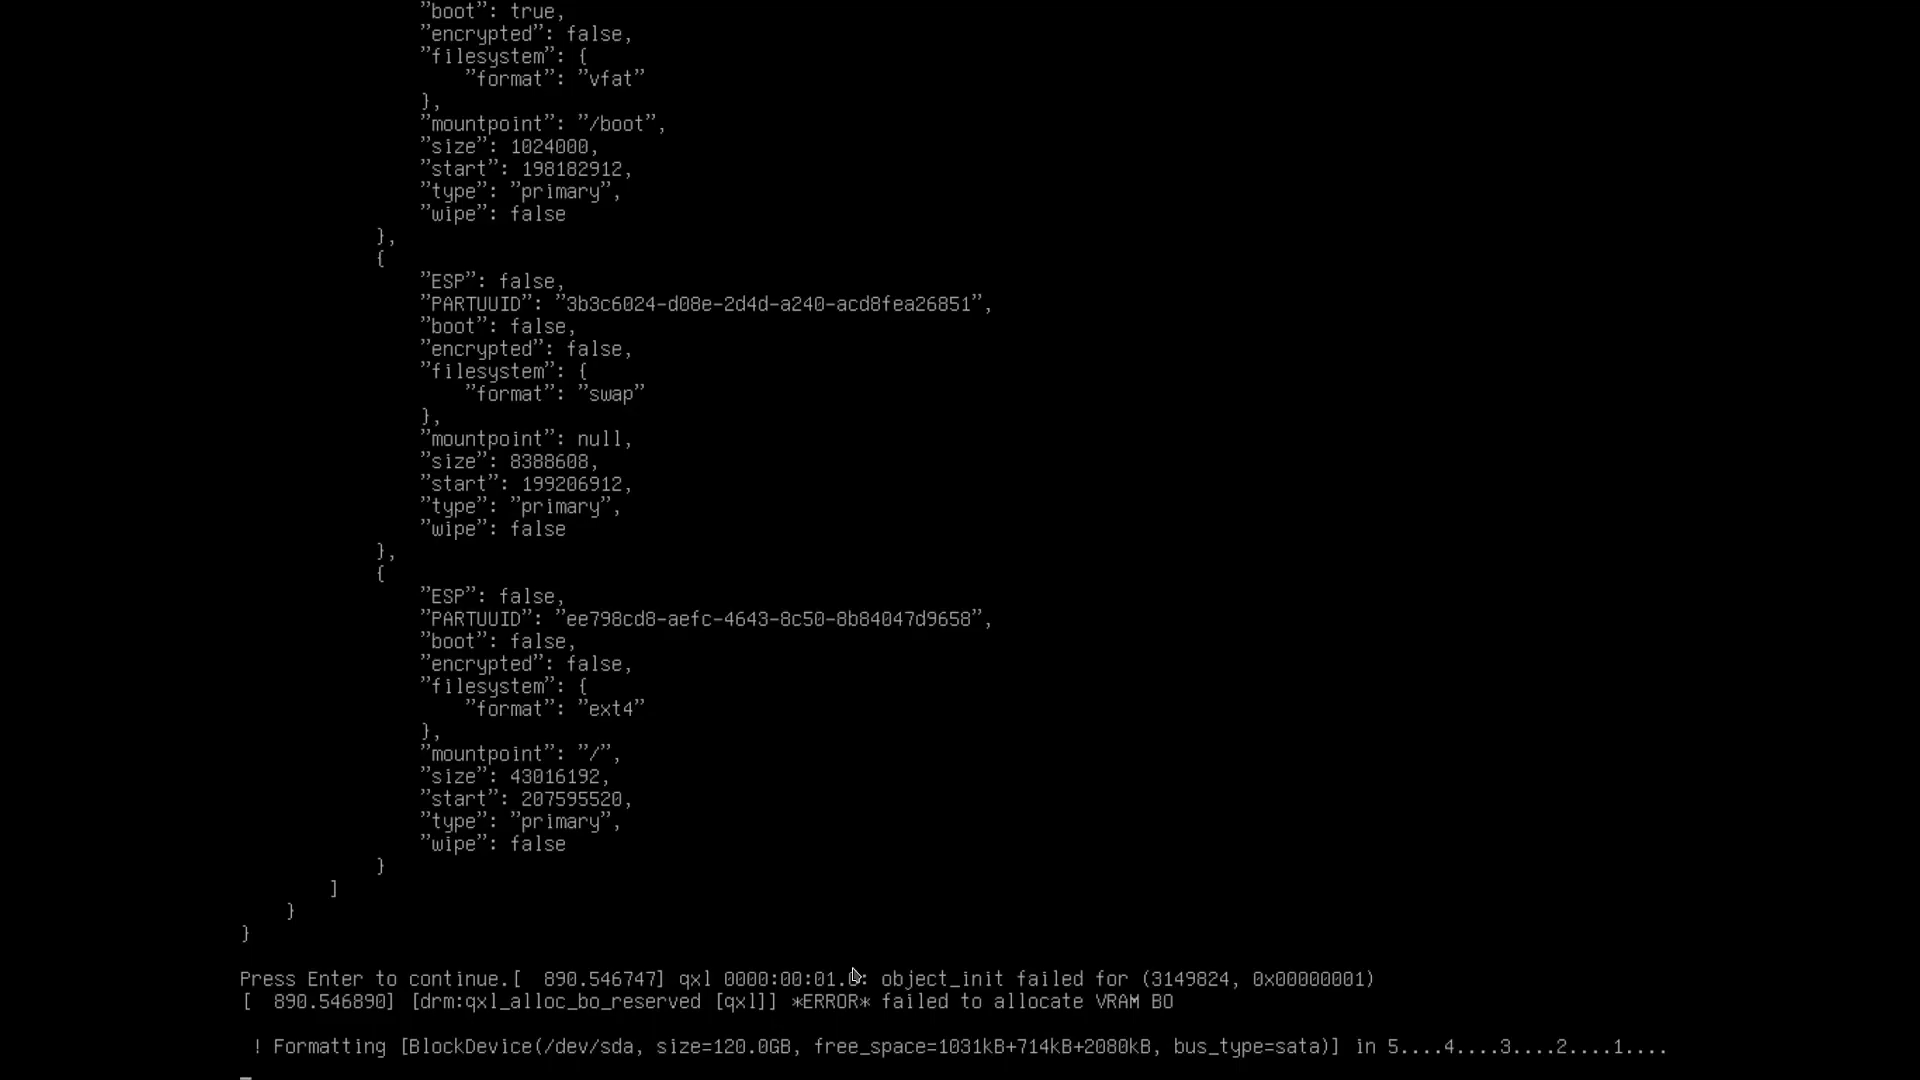 "boot": true,
"encrypted": false,
"filesystem": {
"format": "vfat"
},
"mountpoint": "/boot",
"size": 1024000,
"start": 198182912,
"type": "primary",
"wipe": false
},
{
"ESP": false,
"PARTUUID": "3b3c6024-d08e-2d4d-a240-acd8fea26851",
"boot": false,
"encrypted": false,
"filesystem": {
"format": "swap"
},
"mountpoint": null,
"size": 8388608,
"start": 199206912,
"type": "primary",
"wipe": false
},
{
"ESP": false,
"PARTUUID": "ee798cd8-aefc-4643-8c50-8b84047d9658",
"boot": false,
"encrypted": false,
"filesystem": {
"format": "ext4"
},
"mountpoint": "/",
"size": 43016192,
"start": 207595520,
"type": "primary",
"wipe": false
}
]
}
}
Press Enter to continue.[  890.546747] qxl 0000:00:01.0: object_init failed for (3149824, 0x00000001)
[  890.546890] [drm:qxl_alloc_bo_reserved [qxl]] *ERROR* failed to allocate VRAM BO
! Formatting [BlockDevice(/dev/sda, size=120.0GB, free_space=1031kB+714kB+2080kB, bus_type=sata)] in 5....4....3....2....1....